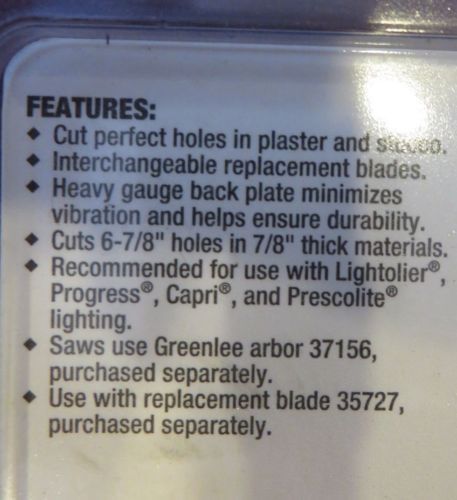 FEATURES:
◆ Cut perfect holes in plaster and stucco.
◆ Interchangeable replacement blades.
◆ Heavy gauge back plate minimizes
vibration and helps ensure durability.
◆ Cuts 6-7/8" holes in 7/8" thick materials.
◆ Recommended for use with Lightolier®,
Progress®, Capri®, and Prescolite®
lighting.
◆ Saws use Greenlee arbor 37156,
purchased separately.
◆ Use with replacement blade 35727,
purchased separately.